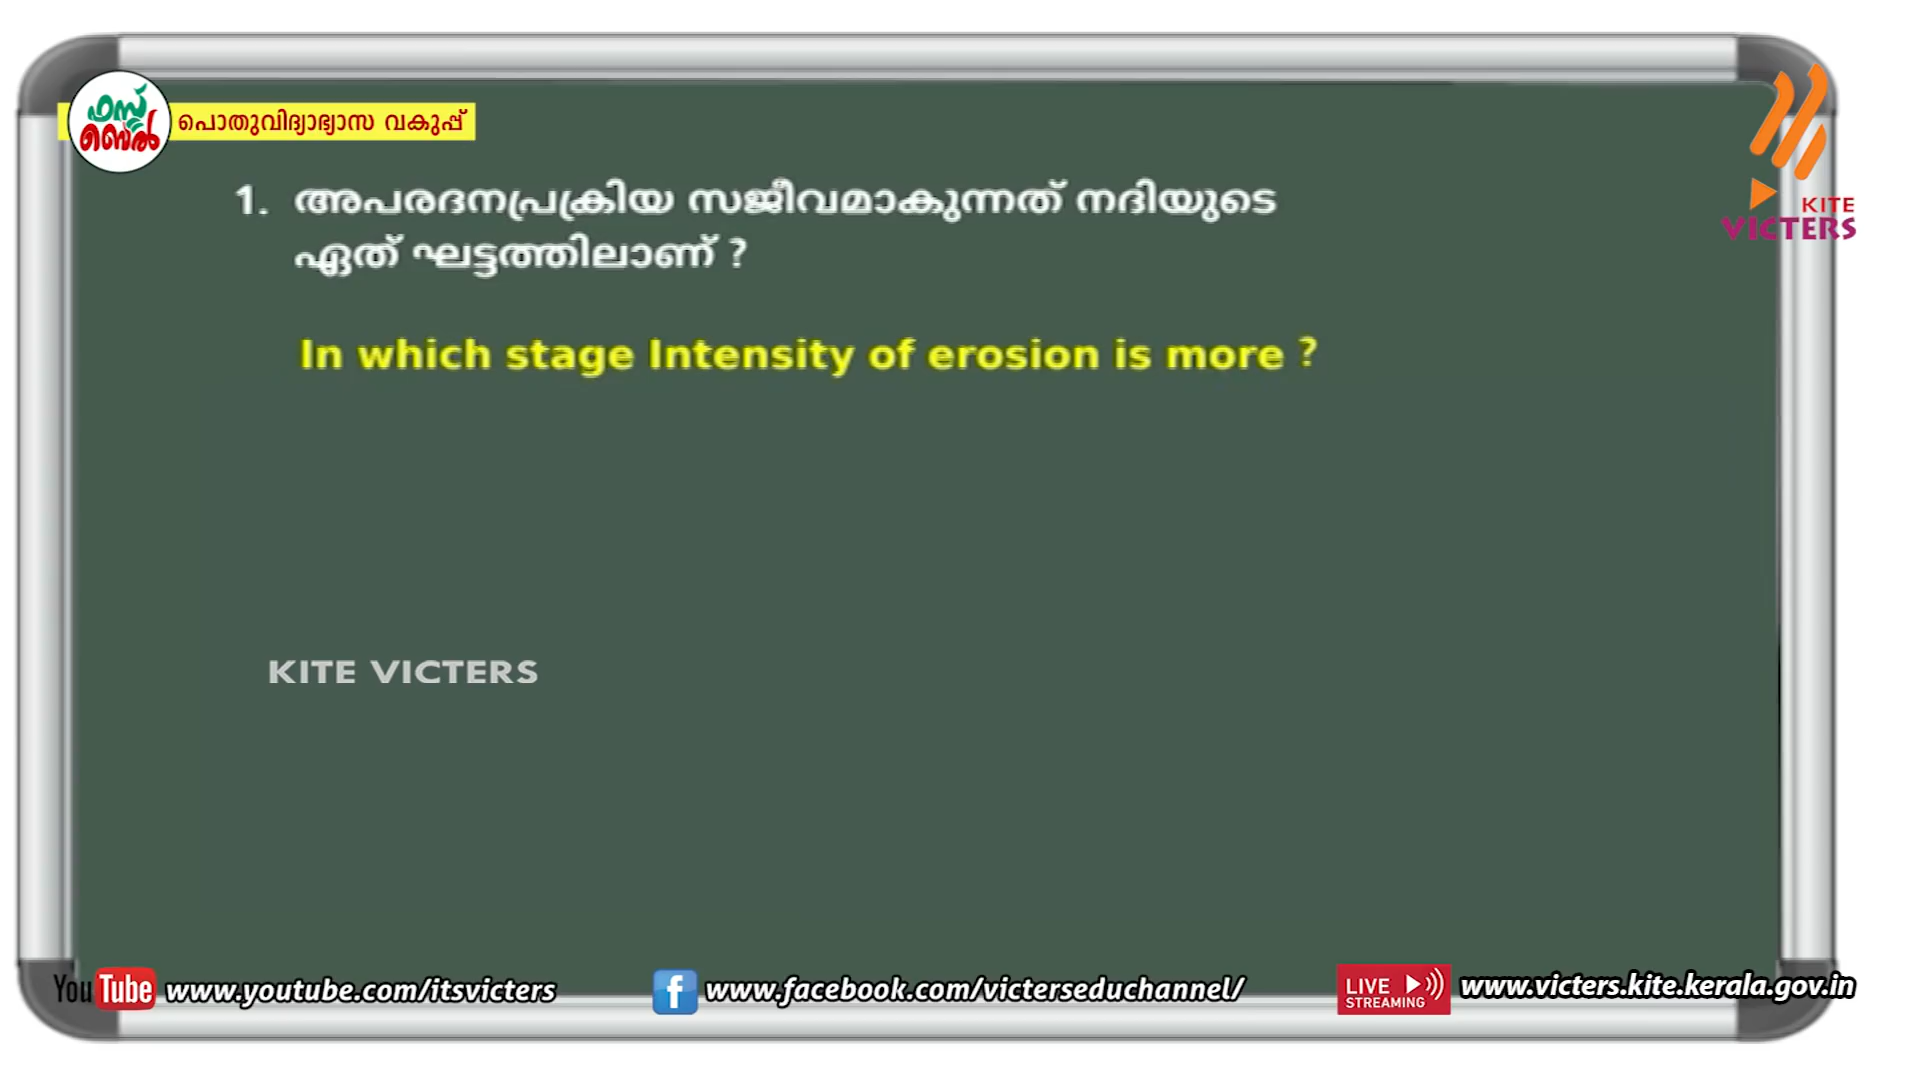 ഫസ്റ്റ്
ബെൽ
പൊതുവിദ്യാഭ്യാസ വകുപ്പ്
KITE
VICTERS
1. അപരദനപ്രക്രിയ സജീവമാകുന്നത് നദിയുടെ
ഏത് ഘട്ടത്തിലാണ് ?
In which stage Intensity of erosion is more ?
KITE VICTERS
You Tube www.youtube.com/itsvicters
f www.facebook.com/victerseduchannel/
LIVE
STREAMING
www.victers.kite.kerala.gov.in